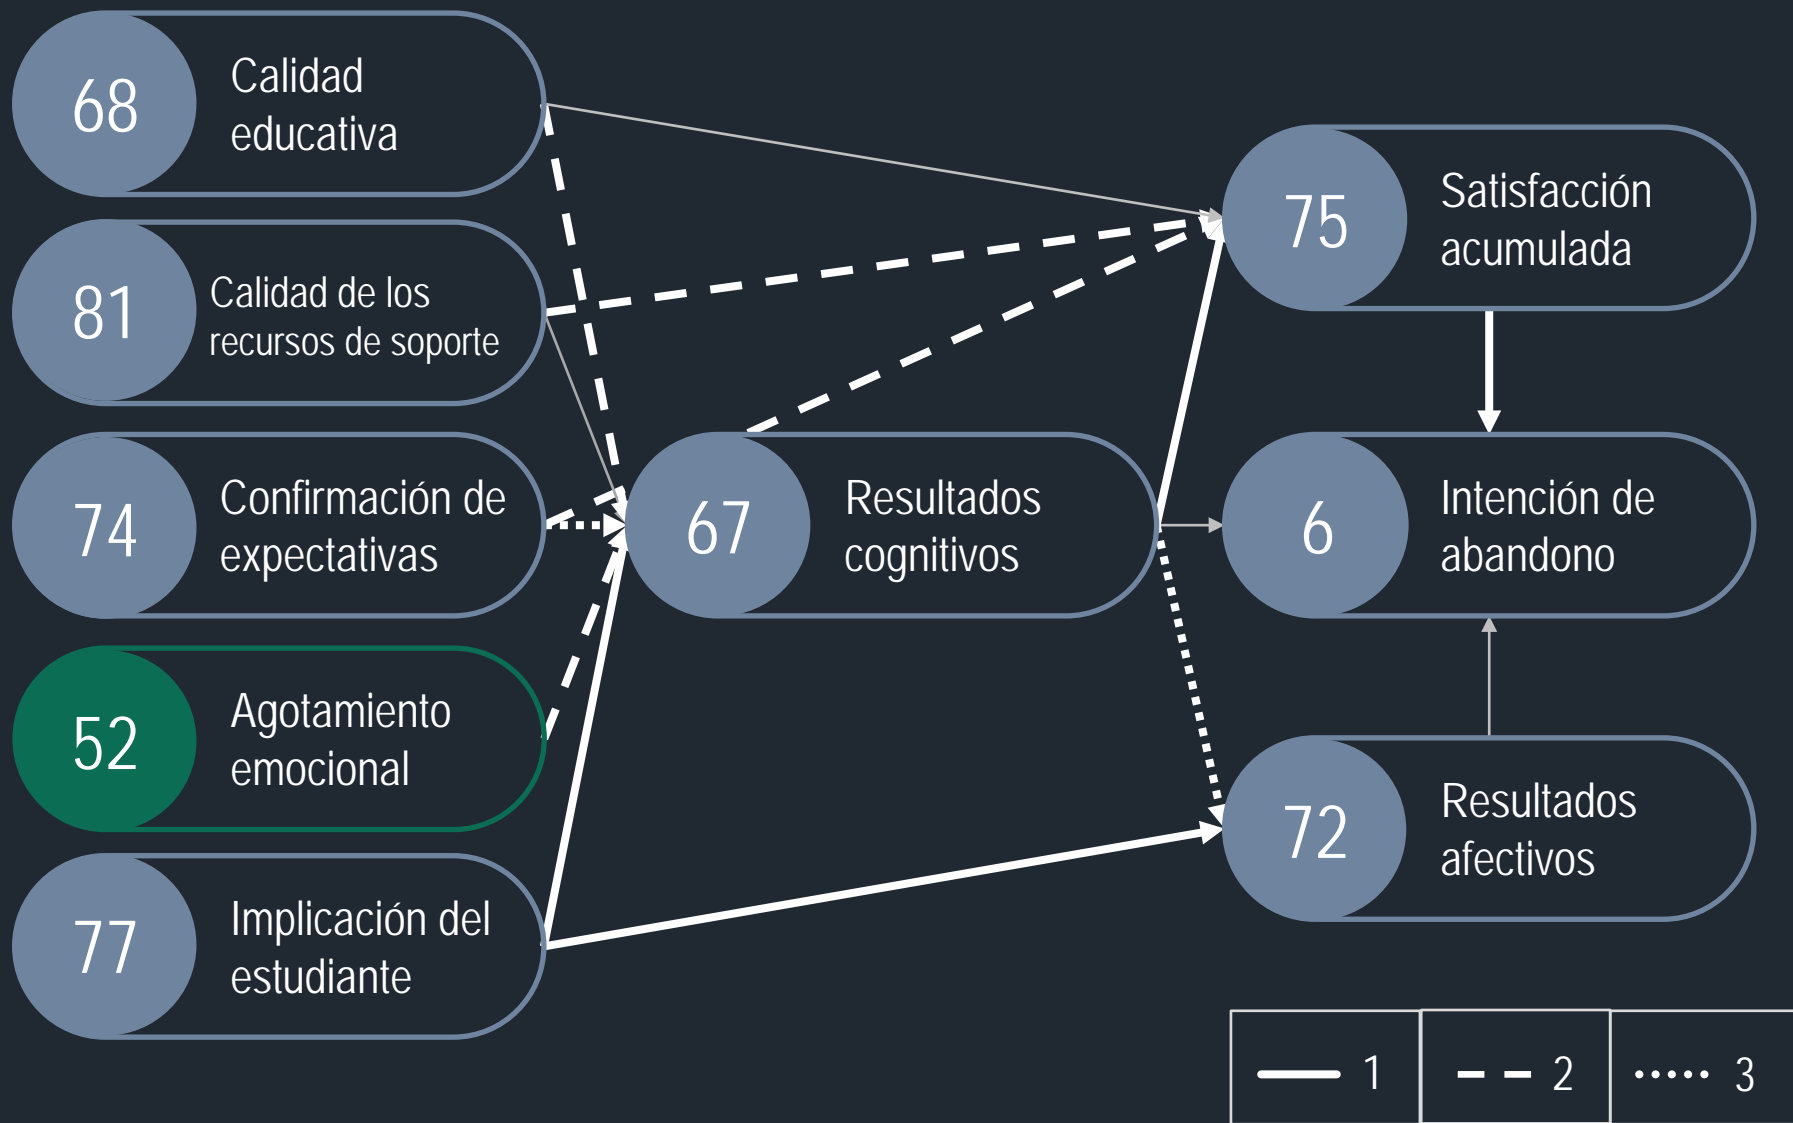 68
Calidad
educativa
81
Calidad de los
recursos de soporte
74
Confirmación de
expectativas
52
Agotamiento
emocional
77
Implicación del
estudiante
67
Resultados
cognitivos
75
Satisfacción
acumulada
6
Intención de
abandono
72
Resultados
afectivos
1
2
3